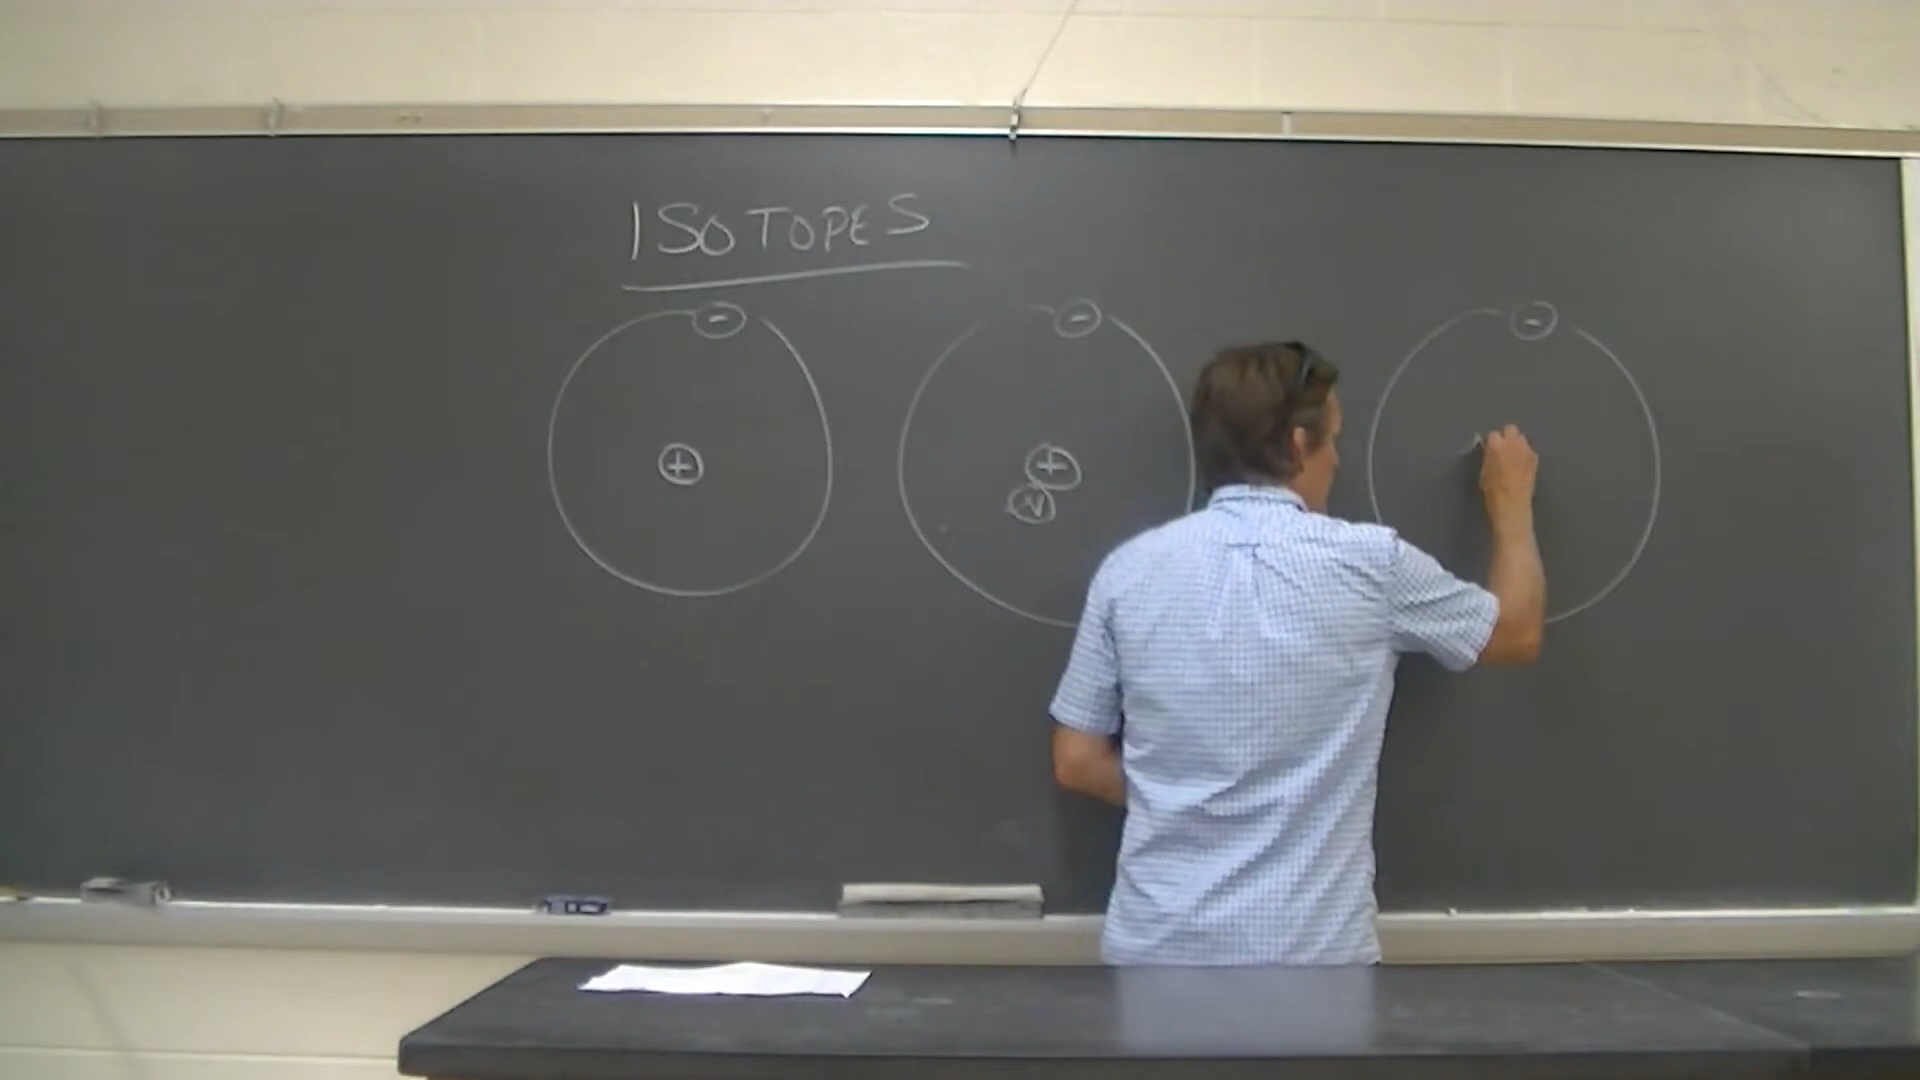 ISOTOPES
- - -
+ +
N